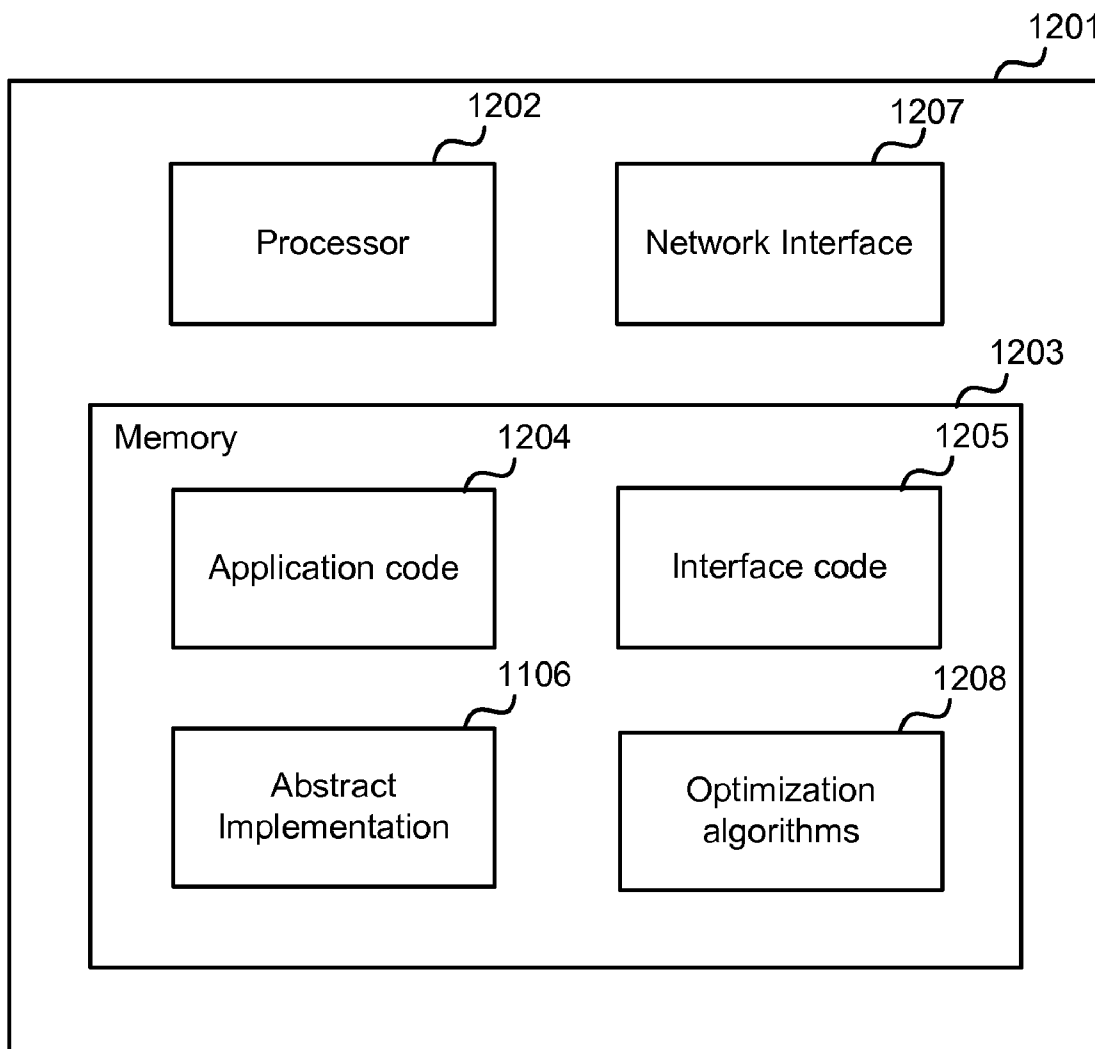 1201
1202
1207
Processor
Network Interface
1203
Memory
1204
1205
Application code
Interface code
1106
1208
Abstract
Implementation
Optimization
algorithms